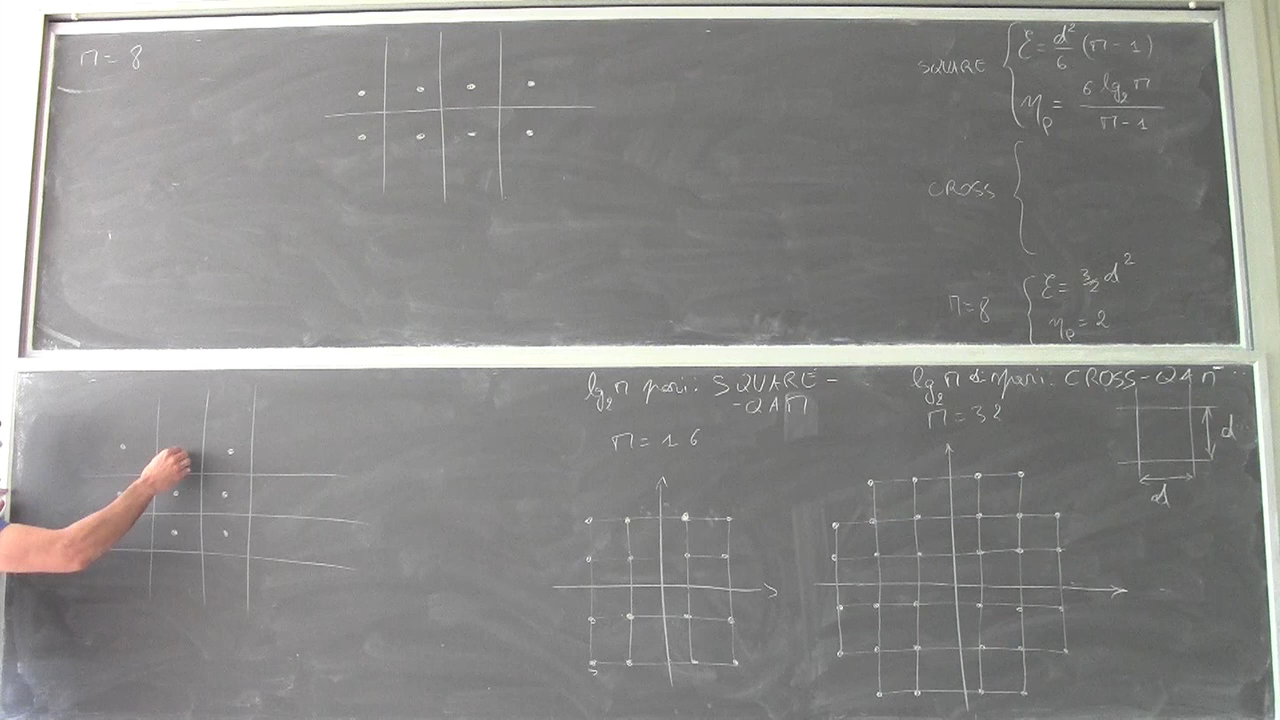 M = 8
SQUARE { ℰ = d²/6 (M - 1)
η_p = 6 lg₂ M / M - 1
CROSS {
M = 8 { ℰ = 3/2 d²
η_p = 2
lg₂ M pari: SQUARE-
-QAM
M = 16
lg₂ M dispari: CROSS-QAM
M = 32
d
d